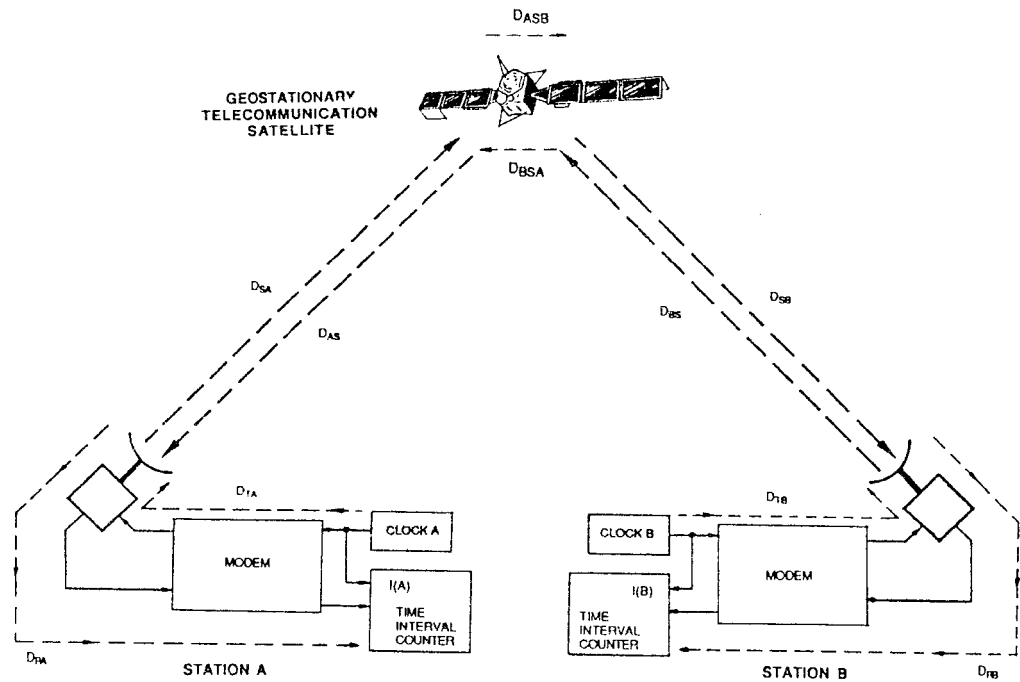 DASB
GEOSTATIONARY
TELECOMMUNICATION
SATELLITE
DBSA
DSA
DAS
DBS
DSB
DTA
CLOCK A
MODEM
I(A)
TIME
INTERVAL
COUNTER
DRA
STATION A
DTB
CLOCK B
MODEM
I(B)
TIME
INTERVAL
COUNTER
DRB
STATION B